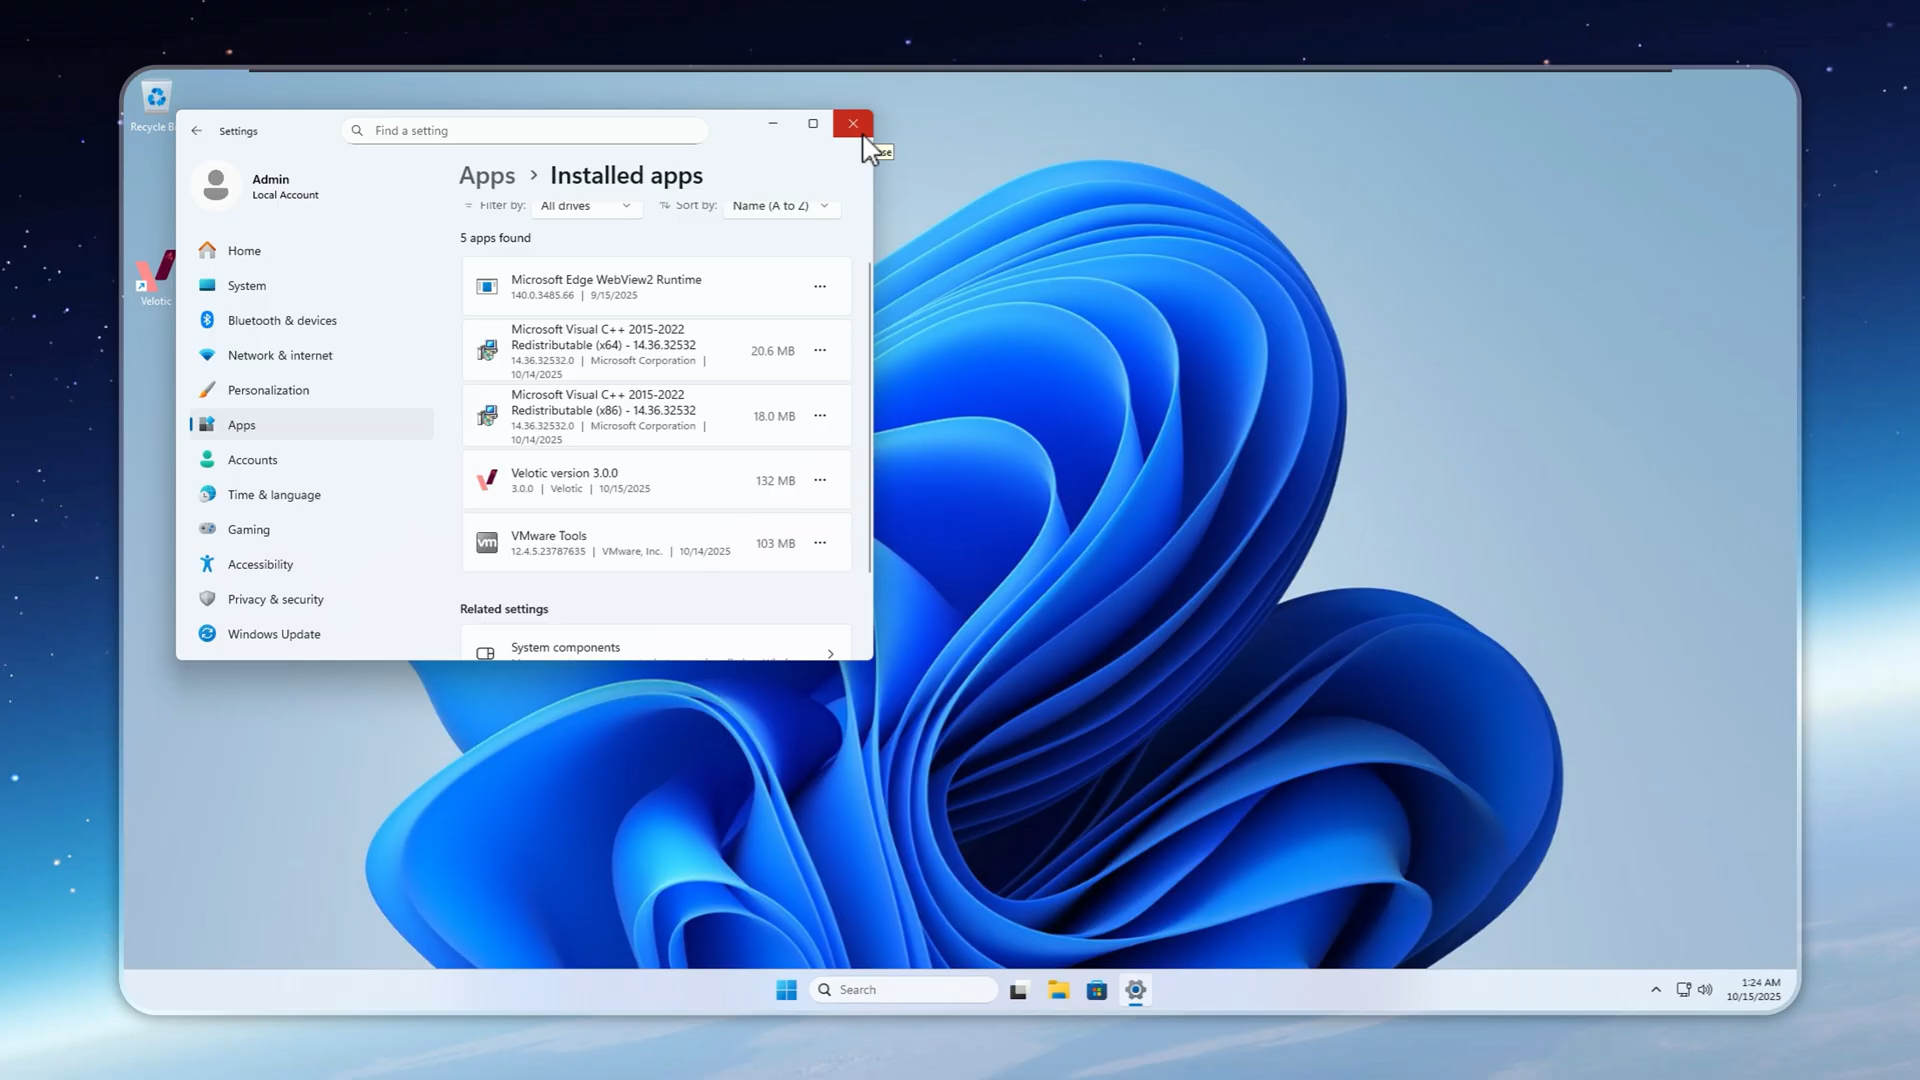 Recycle
Velotic
Settings
Find a setting
Admin
Local Account
Home
System
Bluetooth & devices
Network & internet
Personalization
Apps
Accounts
Time & language
Gaming
Accessibility
Privacy & security
Windows Update
Apps > Installed apps
Filter by: All drives Sort by: Name (A to Z)
5 apps found
Microsoft Edge WebView2 Runtime
140.0.3485.66 | 9/15/2025
Microsoft Visual C++ 2015-2022
Redistributable (x64) - 14.36.32532
14.36.32532.0 | Microsoft Corporation |
10/14/2025
20.6 MB
Microsoft Visual C++ 2015-2022
Redistributable (x86) - 14.36.32532
14.36.32532.0 | Microsoft Corporation |
10/14/2025
18.0 MB
Velotic version 3.0.0
3.0.0 | Velotic | 10/15/2025
132 MB
vm
VMware Tools
12.4.5.23787635 | VMware, Inc. | 10/14/2025
103 MB
Related settings
System components
Search
1:24 AM
10/15/2025